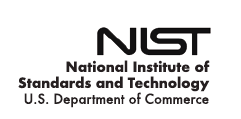 NIST
National Institute of
Standards and Technology
U.S. Department of Commerce